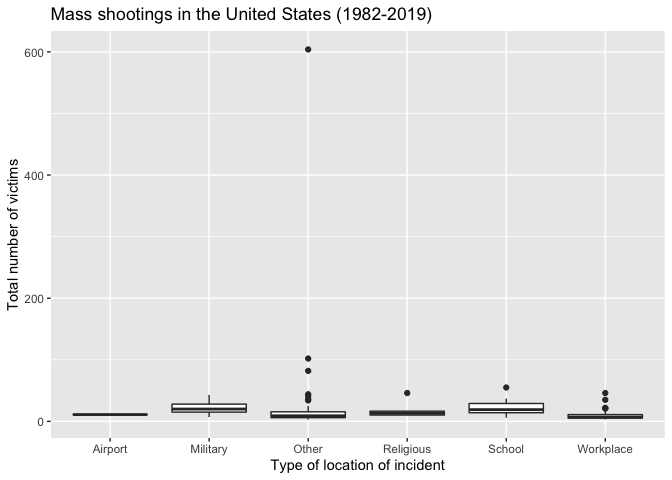 Mass shootings in the United States (1982-2019)
Total number of victims
600
400
200
0
Airport Military Other Religious School Workplace
Type of location of incident